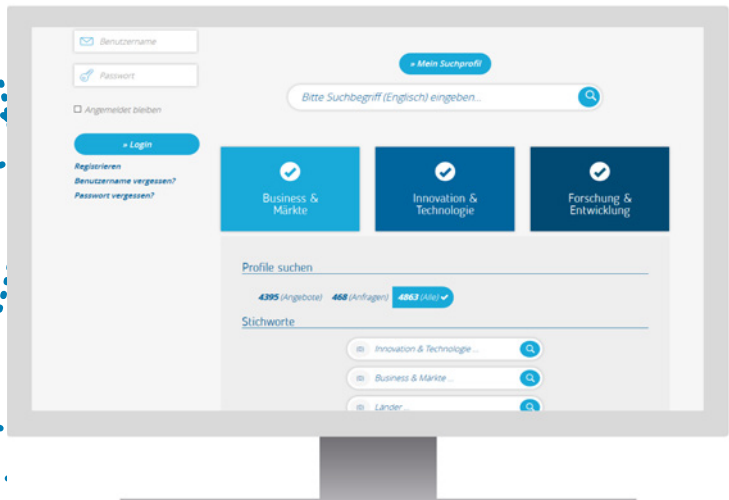 Benutzername
Passwort
Angemeldet bleiben
» Login
Registrieren
Benutzername vergessen?
Passwort vergessen?
» Mein Suchprofil
Bitte Suchbegriff (Englisch) eingeben...
Business &
Märkte
Innovation &
Technologie
Forschung &
Entwicklung
Profile suchen
4395 (Angebote) 468 (Anfragen) 4863 (Alle)
Stichworte
Innovation & Technologie ...
Business & Märkte ...
Länder ...